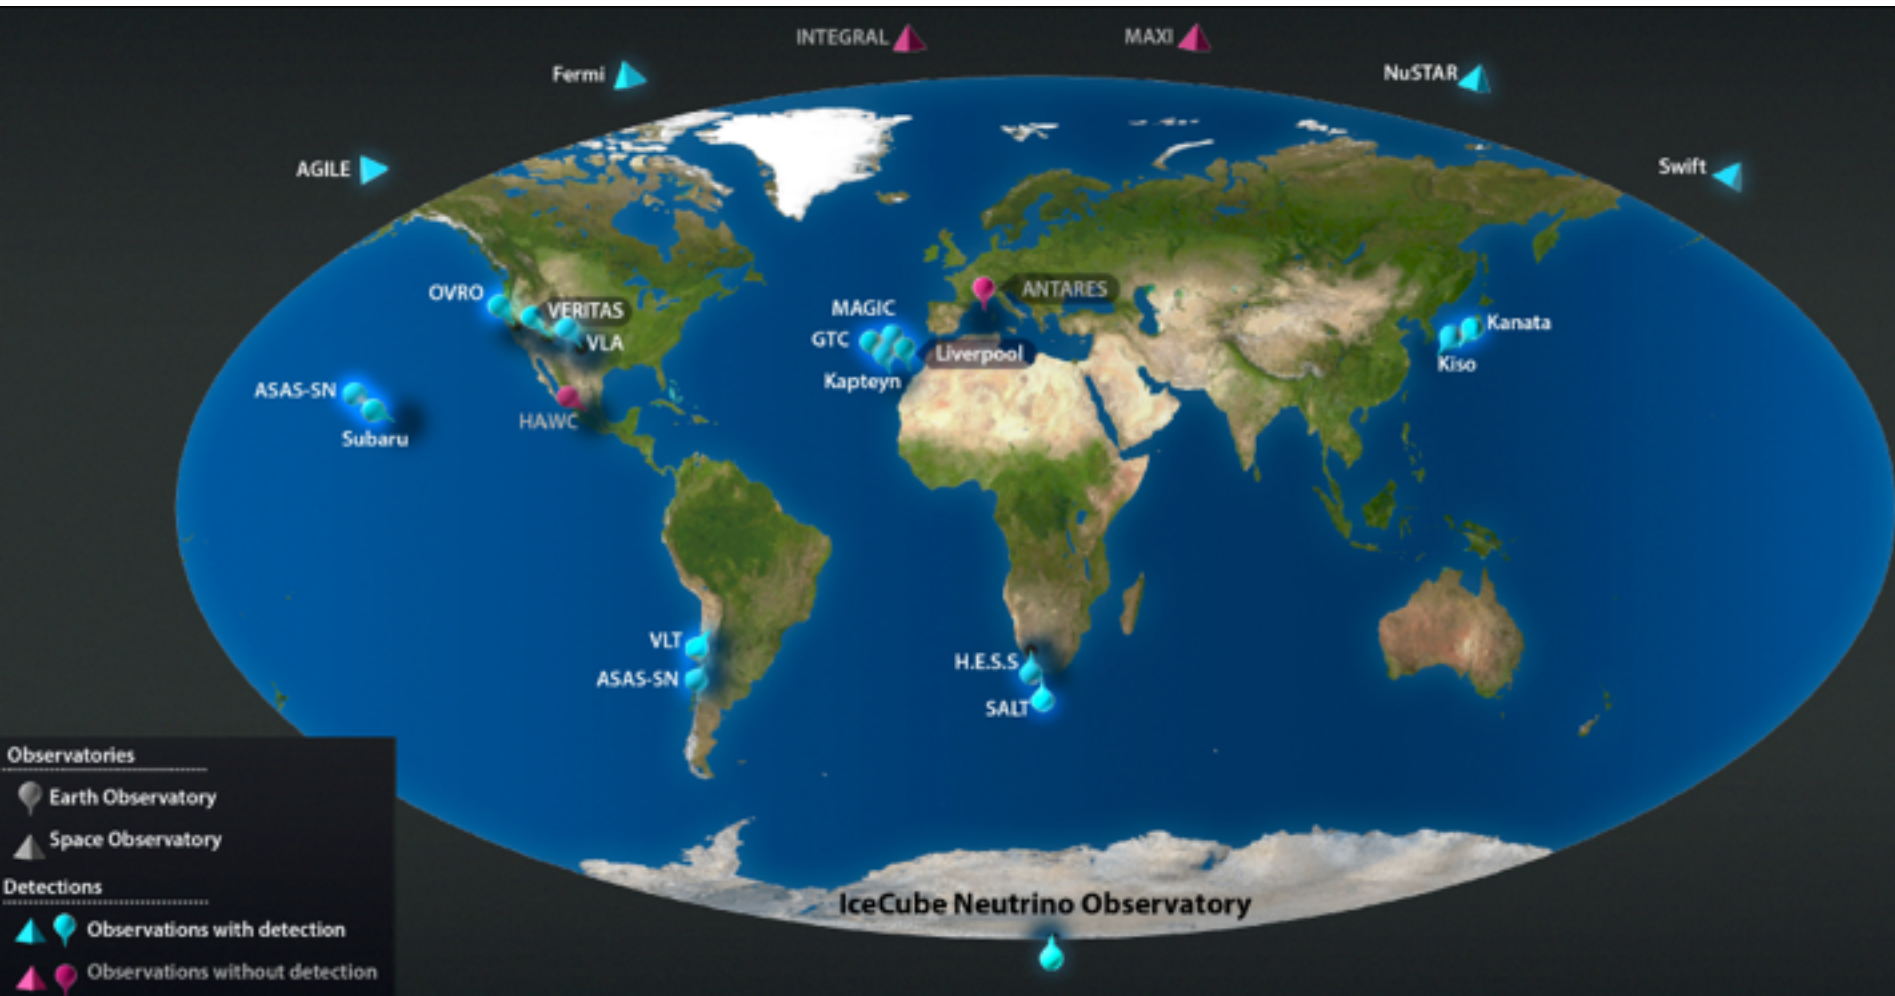 INTEGRAL
MAXI
Fermi
NuSTAR
AGILE
Swift
OVRO
VERITAS
VLA
MAGIC
GTC
Liverpool
Kapteyn
ANTARES
Kanata
Kiso
ASAS-SN
Subaru
HAWC
VLT
ASAS-SN
H.E.S.S
SALT
Observatories
Earth Observatory
Space Observatory
Detections
Observations with detection
Observations without detection
IceCube Neutrino Observatory